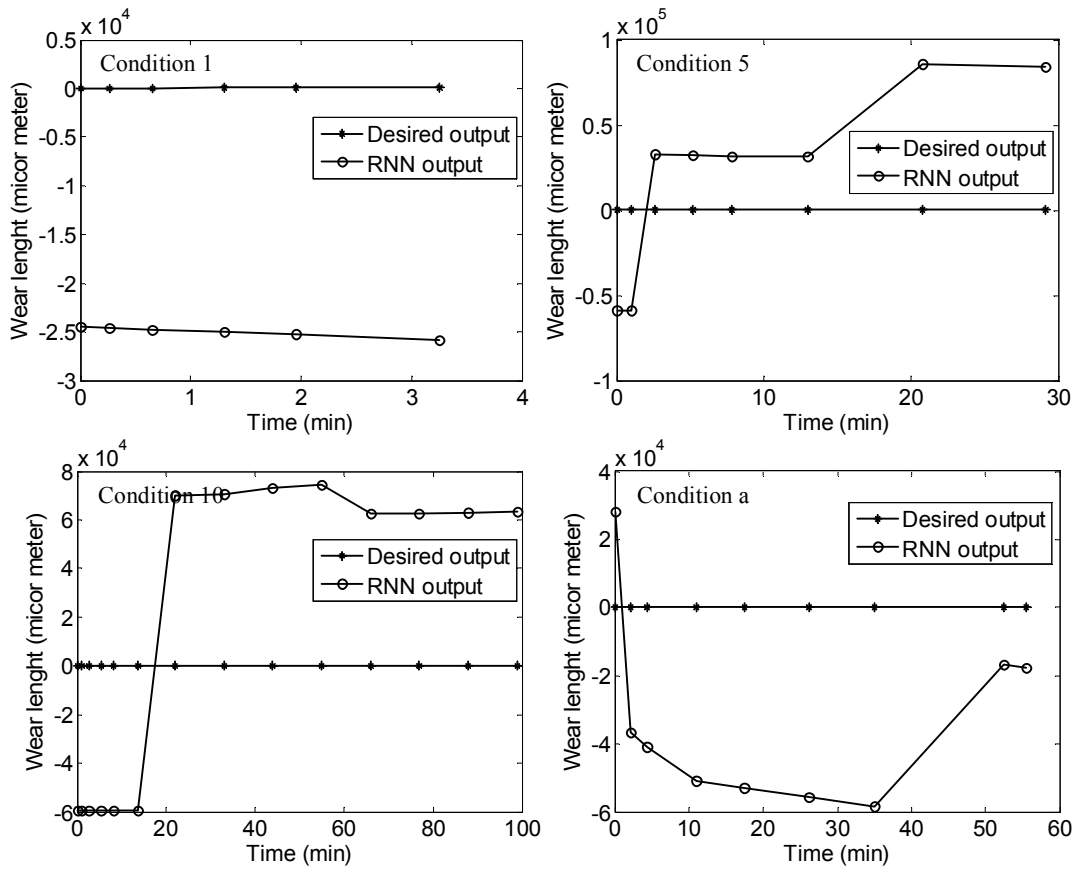 x 10^4
Condition 1
0.5
0
-0.5
-1
-1.5
-2
-2.5
-3
Wear lenght (micor meter)
Desired output
RNN output
0 1 2 3 4
Time (min)
x 10^5
Condition 5
1
0.5
0
-0.5
-1
Wear lenght (micor meter)
Desired output
RNN output
0 10 20 30
Time (min)
x 10^4
Condition 10
8
6
4
2
0
-2
-4
-6
Wear lenght (micor meter)
Desired output
RNN output
0 20 40 60 80 100
Time (min)
x 10^4
Condition a
4
2
0
-2
-4
-6
Wear lenght (micor meter)
Desired output
RNN output
0 10 20 30 40 50 60
Time (min)